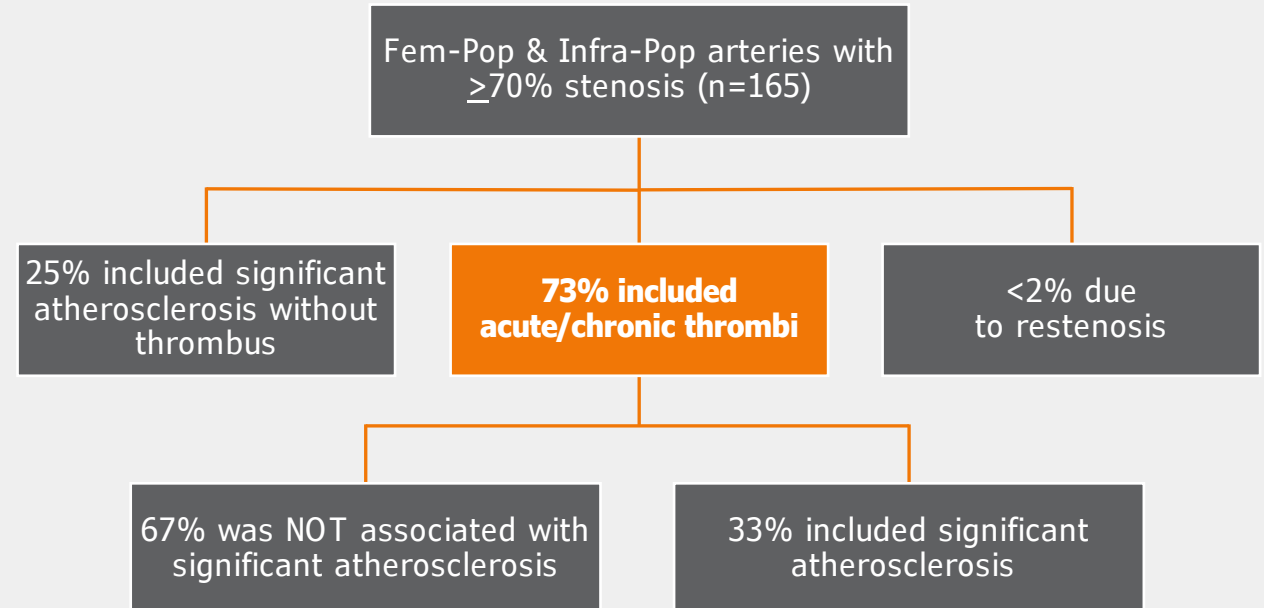 Fem-Pop & Infra-Pop arteries with
≥70% stenosis (n=165)
25% included significant
atherosclerosis without
thrombus
73% included
acute/chronic thrombi
<2% due
to restenosis
67% was NOT associated with
significant atherosclerosis
33% included significant
atherosclerosis